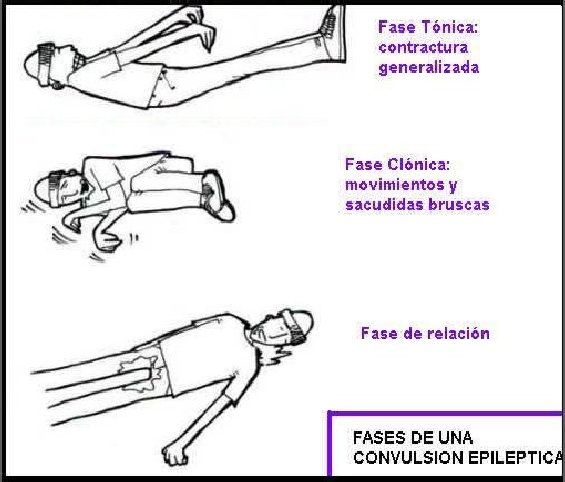 Fase Tónica:
contractura
generalizada
Fase Clónica:
movimientos y
sacudidas bruscas
Fase de relación
FASES DE UNA
CONVULSION EPILEPTICA